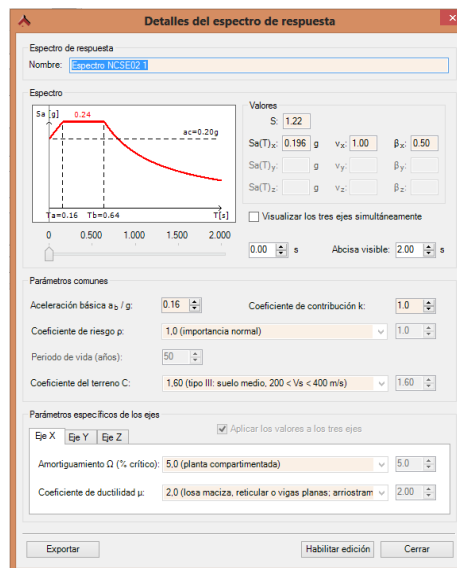 Detalles del espectro de respuesta
Espectro de respuesta
Nombre: Espectro NCSE02 1
Espectro
Sa [g] 0.24
ac=0.20g
Ta=0.16 Tb=0.64 T[s]
0 0.500 1.000 1.500 2.000
Valores
S: 1.22
Sa(T)x: 0.196 g νx: 1.00 βx: 0.50
Sa(T)y: g νy: βy:
Sa(T)z: g νz: βz:
Visualizar los tres ejes simultáneamente
0.00 s Abcisa visible: 2.00 s
Parámetros comunes
Aceleración básica ab / g: 0.16 Coeficiente de contribución k: 1.0
Coeficiente de riesgo ρ: 1,0 (importancia normal) 1.0
Periodo de vida (años): 50
Coeficiente del terreno C: 1,60 (tipo III: suelo medio, 200 < Vs < 400 m/s) 1.60
Parámetros específicos de los ejes
Eje X Eje Y Eje Z Aplicar los valores a los tres ejes
Amortiguamiento Ω (% crítico): 5,0 (planta compartimentada) 5.0
Coeficiente de ductilidad μ: 2,0 (losa maciza, reticular o vigas planas; arriostram 2.00
Exportar Habilitar edición Cerrar